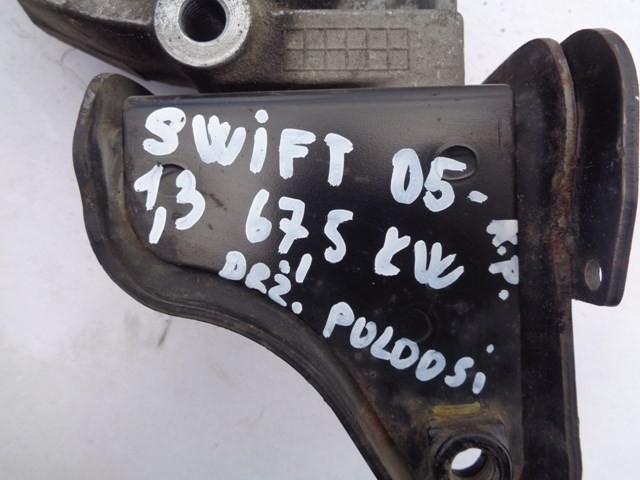 SWiFT 05-
1,3 67,5 KW
K.P.
DRŽ.
POLOOSi